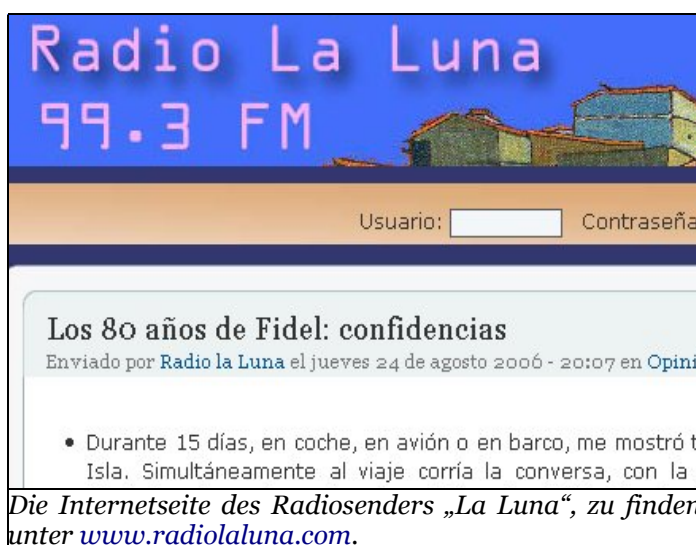 Radio La Luna
99.3 FM
Usuario: Contraseña
Los 80 años de Fidel: confidencias
Enviado por Radio la Luna el jueves 24 de agosto 2006 - 20:07 en Opini
• Durante 15 días, en coche, en avión o en barco, me mostró t
Isla. Simultáneamente al viaje corría la conversa, con la
Die Internetseite des Radiosenders „La Luna“, zu finden
unter www.radiolaluna.com.